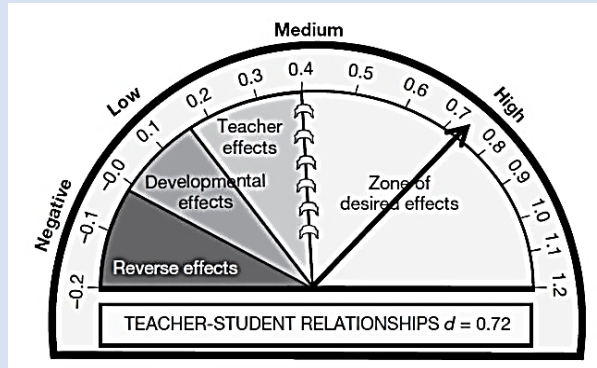 Medium
Low
High
Negative
-0.2
-0.1
-0.0
0.1
0.2
0.3
0.4
0.5
0.6
0.7
0.8
0.9
1.0
1.1
1.2
Teacher
effects
Developmental
effects
Zone of
desired effects
Reverse effects
TEACHER-STUDENT RELATIONSHIPS d = 0.72